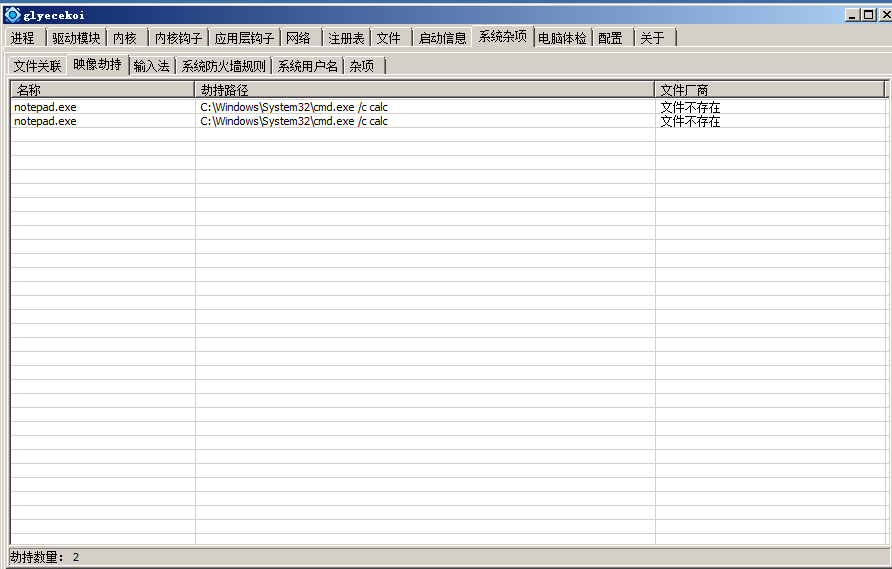 glyecekoi
进程 驱动模块 内核 内核钩子 应用层钩子 网络 注册表 文件 启动信息 系统杂项 电脑体检 配置 关于
文件关联 映像劫持 输入法 系统防火墙规则 系统用户名 杂项
名称 劫持路径 文件厂商
notepad.exe C:\Windows\System32\cmd.exe /c calc 文件不存在
notepad.exe C:\Windows\System32\cmd.exe /c calc 文件不存在
劫持数量: 2